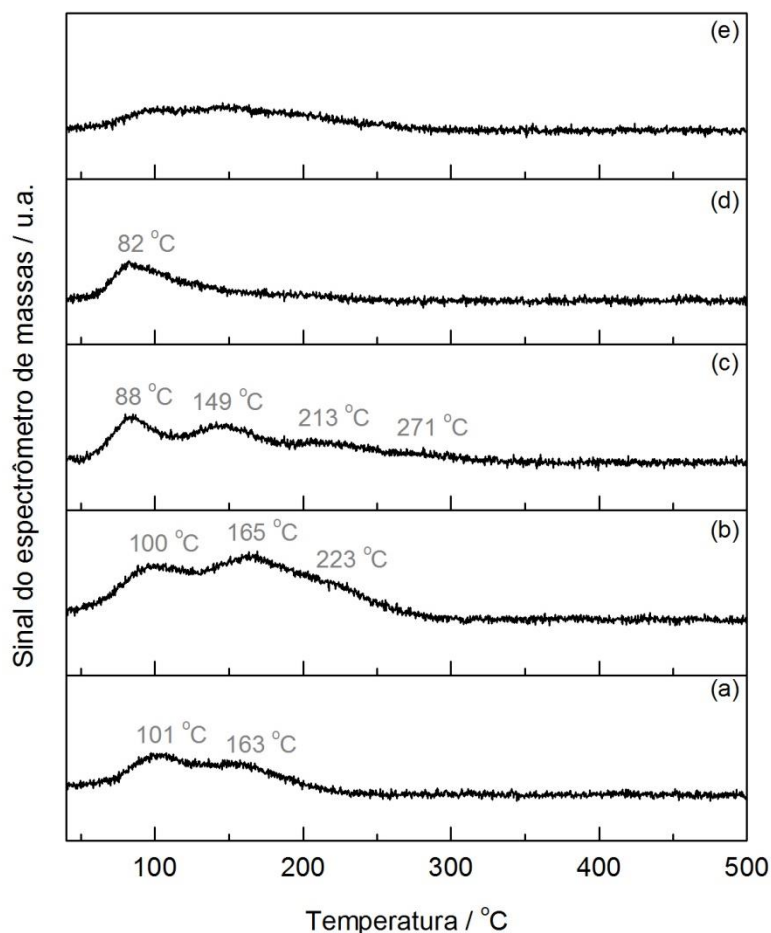 (e)
(d)
82 °C
(c)
88 °C 149 °C 213 °C 271 °C
(b)
100 °C 165 °C 223 °C
(a)
101 °C 163 °C
100 200 300 400 500
Temperatura / °C
Sinal do espectrômetro de massas / u.a.